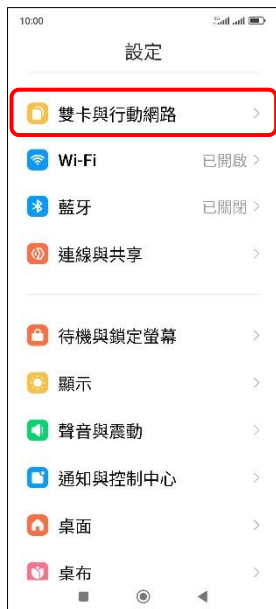 10:00
設定
雙卡與行動網路
Wi-Fi 已開啟
藍牙 已關閉
連線與共享
待機與鎖定螢幕
顯示
聲音與震動
通知與控制中心
桌面
桌布